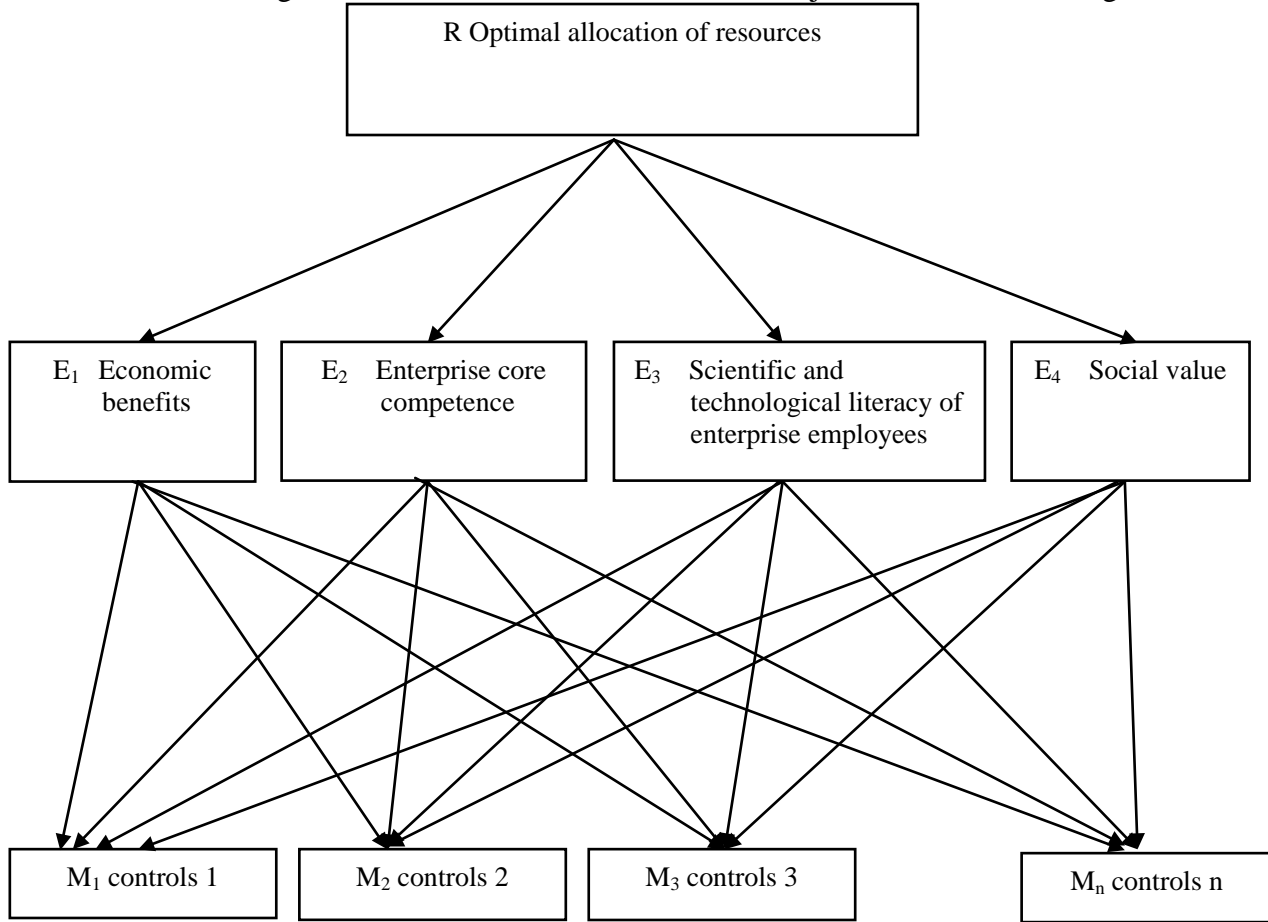 R Optimal allocation of resources
E₁ Economic
benefits
E₂ Enterprise core
competence
E₃ Scientific and
technological literacy of
enterprise employees
E₄ Social value
M₁ controls 1
M₂ controls 2
M₃ controls 3
Mₙ controls n